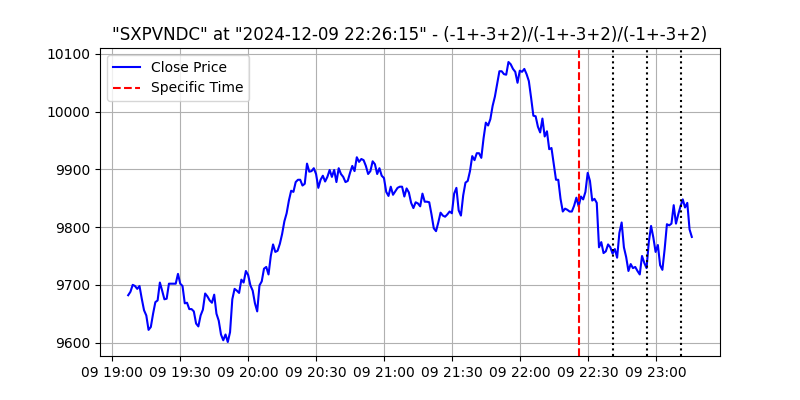 "SXPVNDC" at "2024-12-09 22:26:15" - (-1+-3+2)/(-1+-3+2)/(-1+-3+2)
Close Price
Specific Time
10100
10000
9900
9800
9700
9600
09 19:00 09 19:30 09 20:00 09 20:30 09 21:00 09 21:30 09 22:00 09 22:30 09 23:00